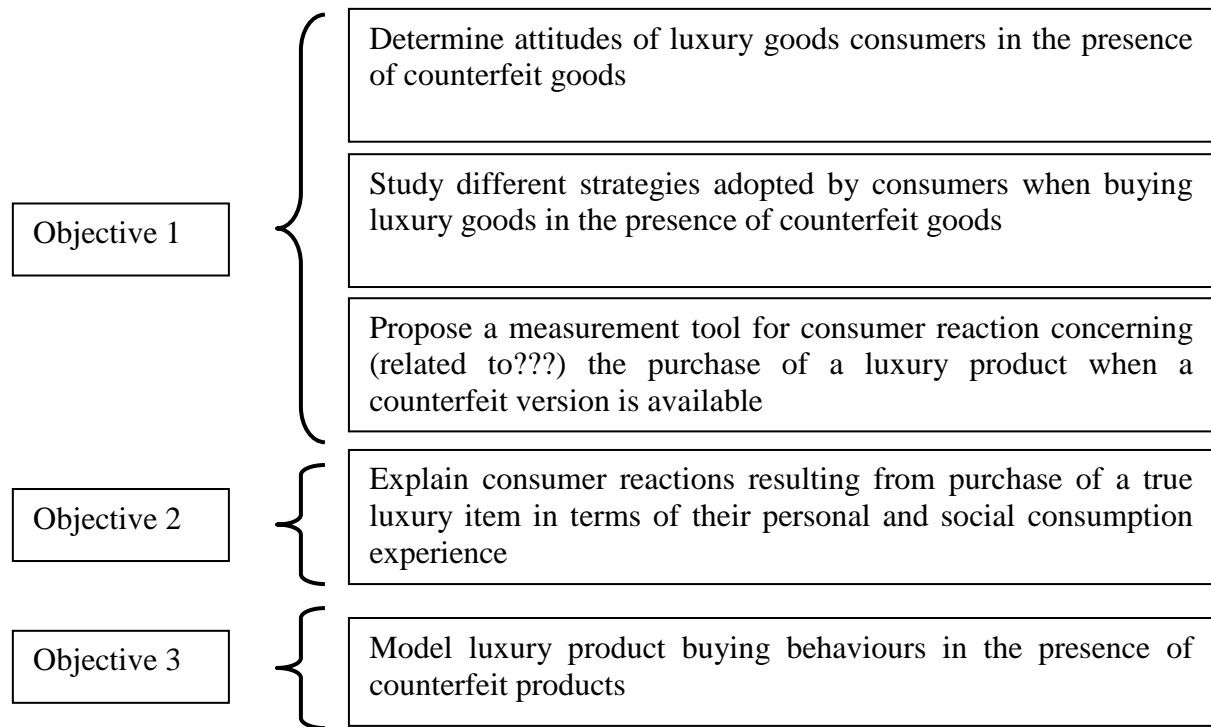 Objective 1
Determine attitudes of luxury goods consumers in the presence
of counterfeit goods
Study different strategies adopted by consumers when buying
luxury goods in the presence of counterfeit goods
Propose a measurement tool for consumer reaction concerning
(related to???) the purchase of a luxury product when a
counterfeit version is available
Objective 2
Explain consumer reactions resulting from purchase of a true
luxury item in terms of their personal and social consumption
experience
Objective 3
Model luxury product buying behaviours in the presence of
counterfeit products